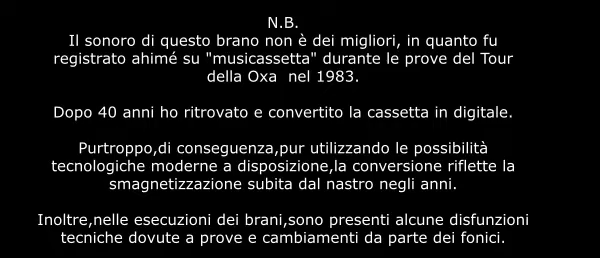 N.B.
Il sonoro di questo brano non è dei migliori, in quanto fu
registrato ahimé su "musicassetta" durante le prove del Tour
della Oxa nel 1983.
Dopo 40 anni ho ritrovato e convertito la cassetta in digitale.
Purtroppo,di conseguenza,pur utilizzando le possibilità
tecnologiche moderne a disposizione,la conversione riflette la
smagnetizzazione subita dal nastro negli anni.
Inoltre,nelle esecuzioni dei brani,sono presenti alcune disfunzioni
tecniche dovute a prove e cambiamenti da parte dei fonici.